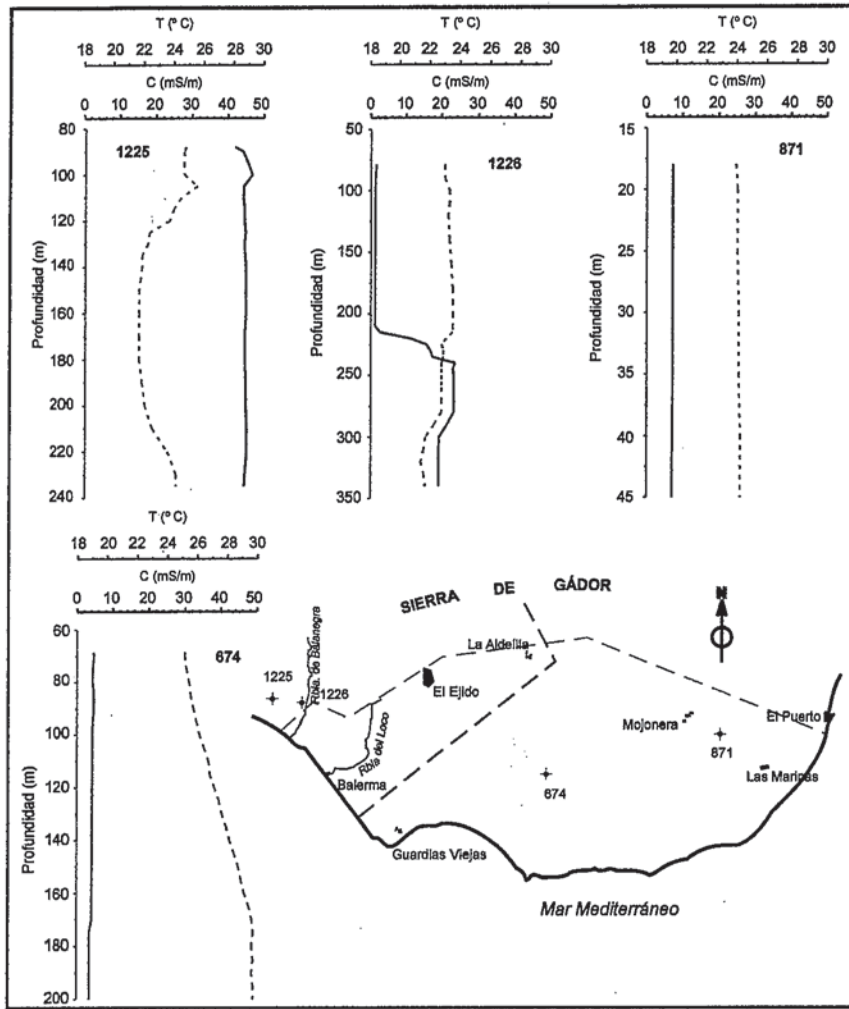 T (º C)
18 20 22 24 26 28 30
C (mS/m)
0 10 20 30 40 50
1225
Profundidad (m)
80
100
120
140
160
180
200
220
240
T (º C)
18 20 22 24 26 28 30
C (mS/m)
0 10 20 30 40 50
1226
Profundidad (m)
50
100
150
200
250
300
350
T (º C)
18 20 22 24 26 28 30
C (mS/m)
0 10 20 30 40 50
871
Profundidad (m)
15
20
25
30
35
40
45
T (º C)
18 20 22 24 26 28 30
C (mS/m)
0 10 20 30 40 50
674
Profundidad (m)
60
80
100
120
140
160
180
200
SIERRA DE GÁDOR
N
La Aldeilla
Rbla. de Balanegra
1225
1226
El Ejido
Rbla del Loco
Balerma
Mojonera
El Puerto
871
674
Las Marinas
Guardias Viejas
Mar Mediterráneo